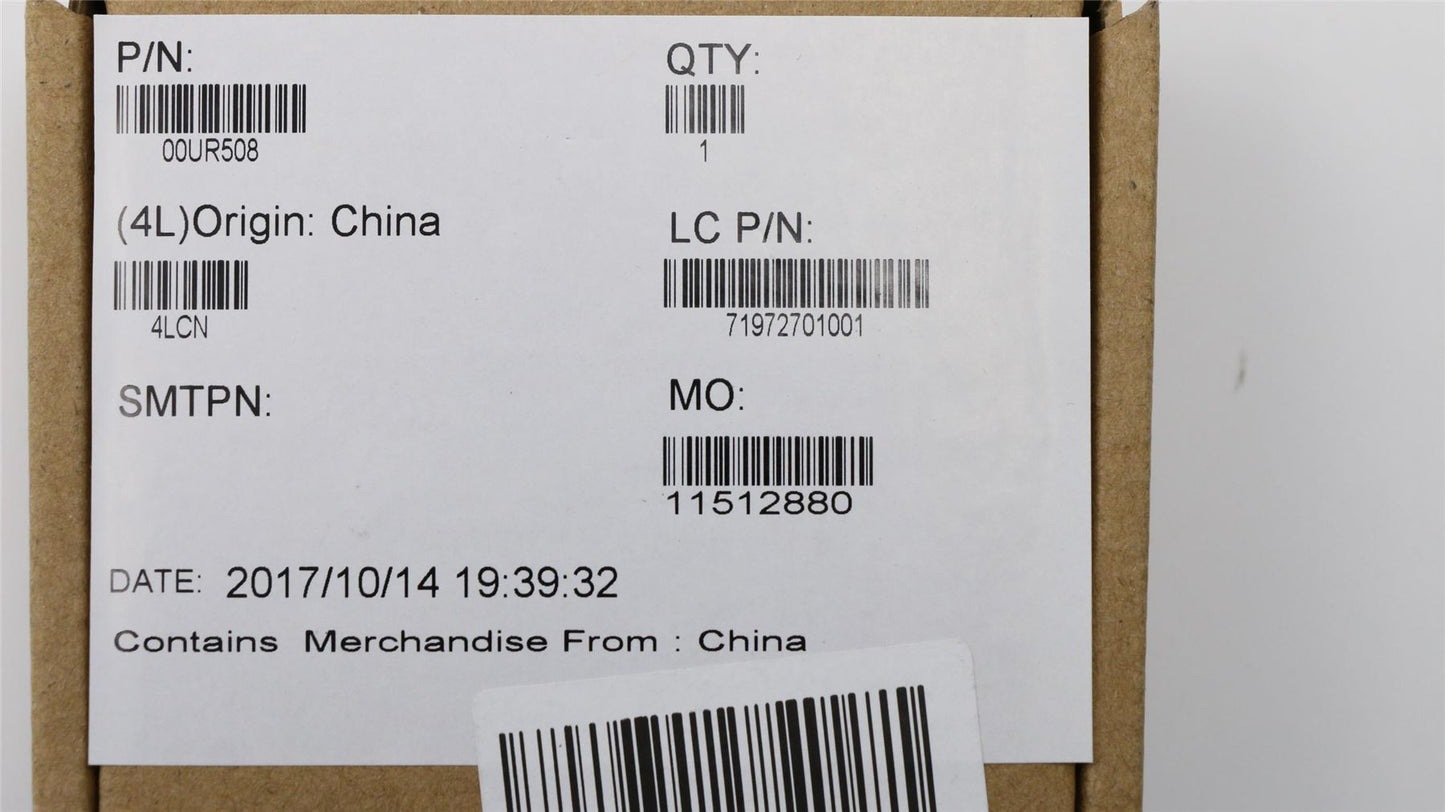 P/N:
QTY:
00UR508
1
(4L)Origin: China
LC P/N:
4LCN
71972701001
SMTPN:
MO:
11512880
DATE: 2017/10/14 19:39:32
Contains Merchandise From : China